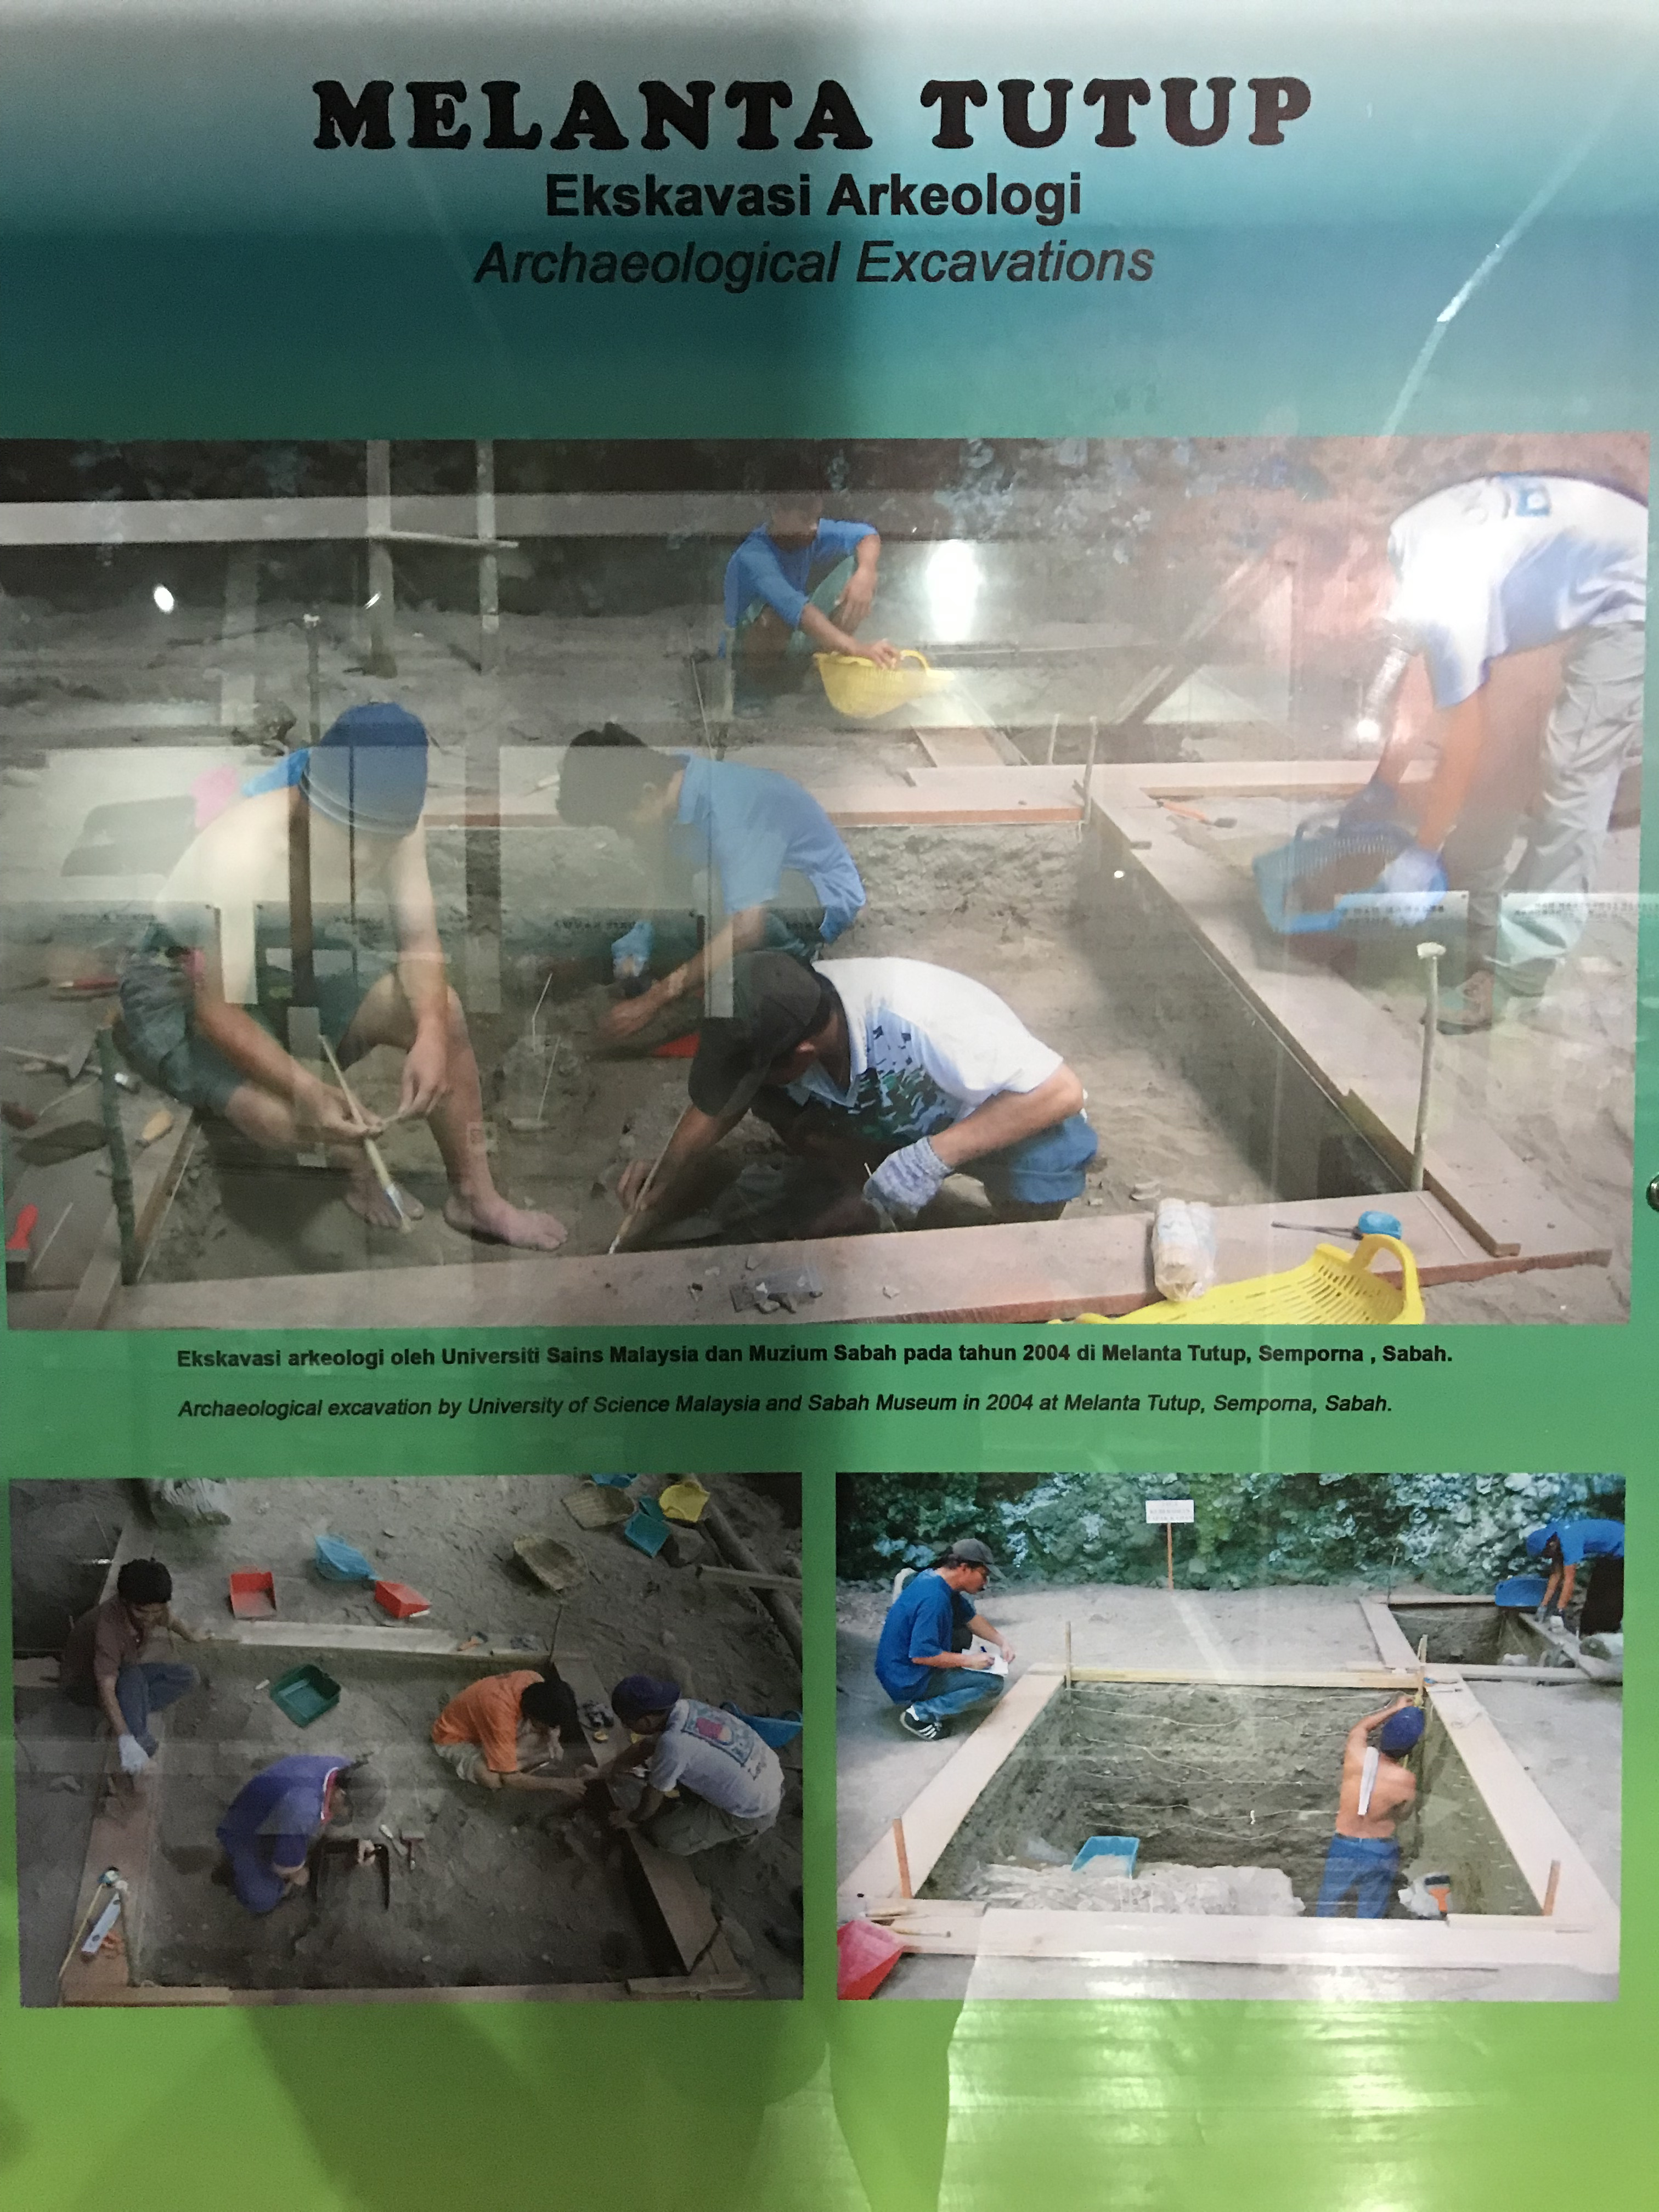 MELANTA TUTUP
Ekskavasi Arkeologi
Archaeological Excavations
Ekskavasi arkeologi oleh Universiti Sains Malaysia dan Muzium Sabah pada tahun 2004 di Melanta Tutup, Semporna , Sabah.
Archaeological excavation by University of Science Malaysia and Sabah Museum in 2004 at Melanta Tutup, Semporna, Sabah.